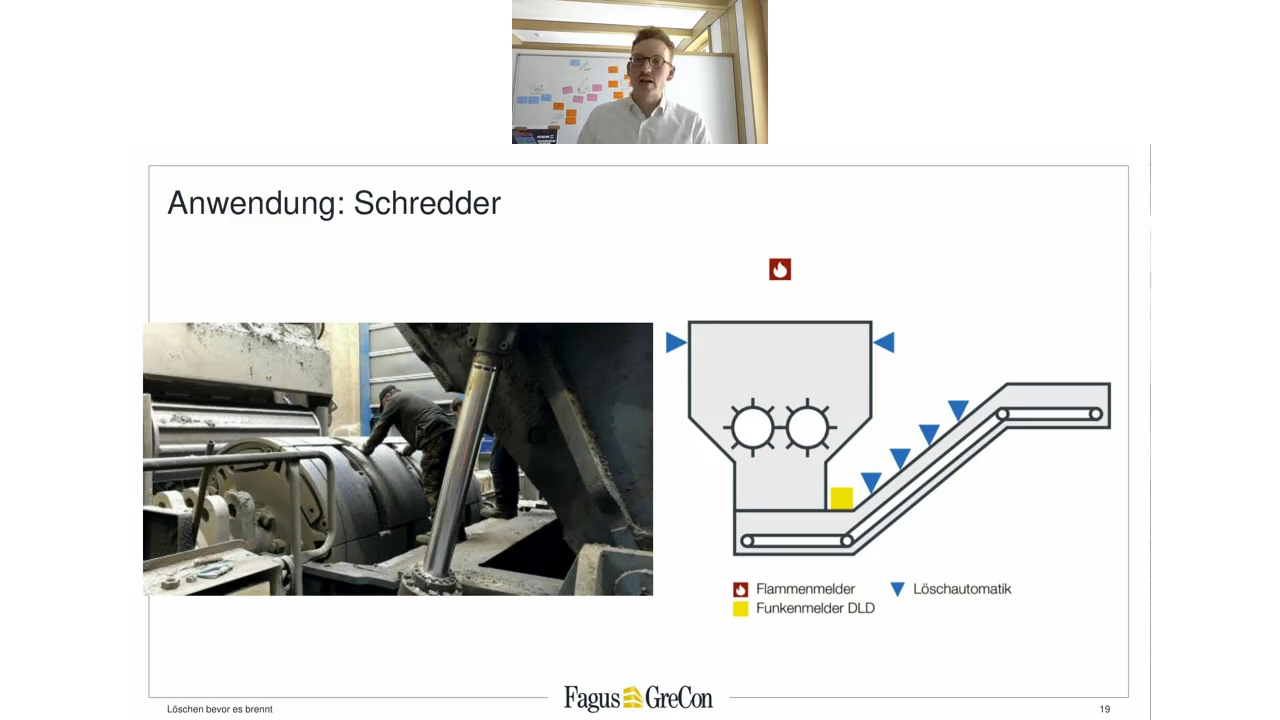 Anwendung: Schredder
Flammenmelder
Löschautomatik
Funkenmelder DLD
Fagus GreCon
Löschen bevor es brennt
19